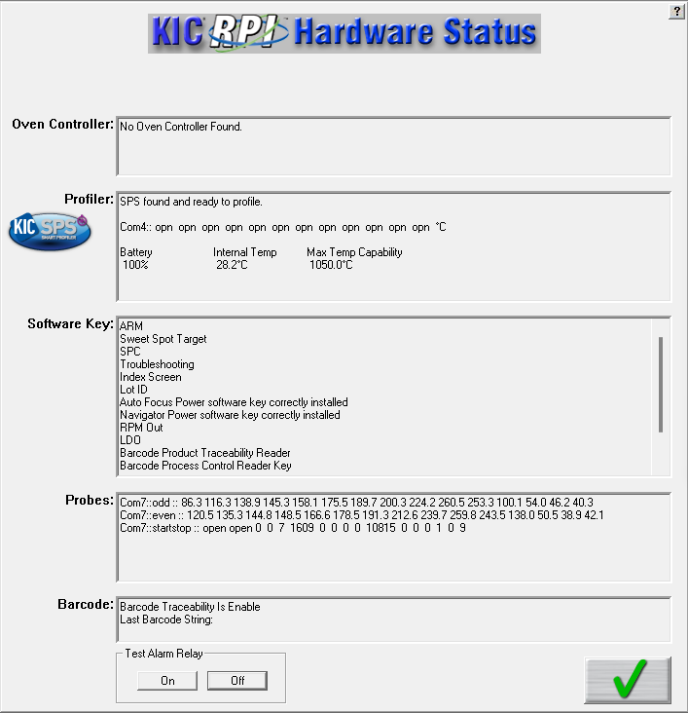 ?
KIC RPI Hardware Status
Oven Controller:
No Oven Controller Found.
Profiler:
SPS found and ready to profile.
KIC SPS
Com4:: opn opn opn opn opn opn opn opn opn opn opn opn °C
Battery Internal Temp Max Temp Capability
100% 28.2°C 1050.0°C
Software Key:
ARM
Sweet Spot Target
SPC
Troubleshooting
Index Screen
Lot ID
Auto Focus Power software key correctly installed
Navigator Power software key correctly installed
RPM Out
LDO
Barcode Product Traceability Reader
Barcode Process Control Reader Key
Probes:
Com7::odd :: 86.3 116.3 138.9 145.3 158.1 175.5 189.7 200.3 224.2 260.5 253.3 100.1 54.0 46.2 40.3
Com7::even :: 120.5 135.3 144.8 148.5 166.6 178.5 191.3 212.6 239.7 259.8 243.5 138.0 50.5 38.9 42.1
Com7::startstop :: open open 0 0 7 1609 0 0 0 0 10815 0 0 0 1 0 9
Barcode:
Barcode Traceability Is Enable
Last Barcode String:
Test Alarm Relay
On Off